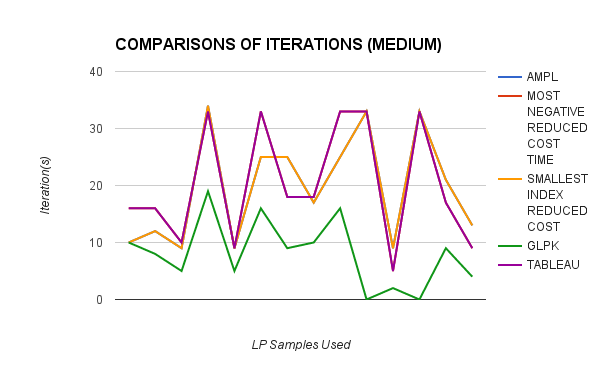 COMPARISONS OF ITERATIONS (MEDIUM)
40
30
20
10
0
Iteration(s)
LP Samples Used
AMPL
MOST
NEGATIVE
REDUCED
COST
TIME
SMALLEST
INDEX
REDUCED
COST
GLPK
TABLEAU